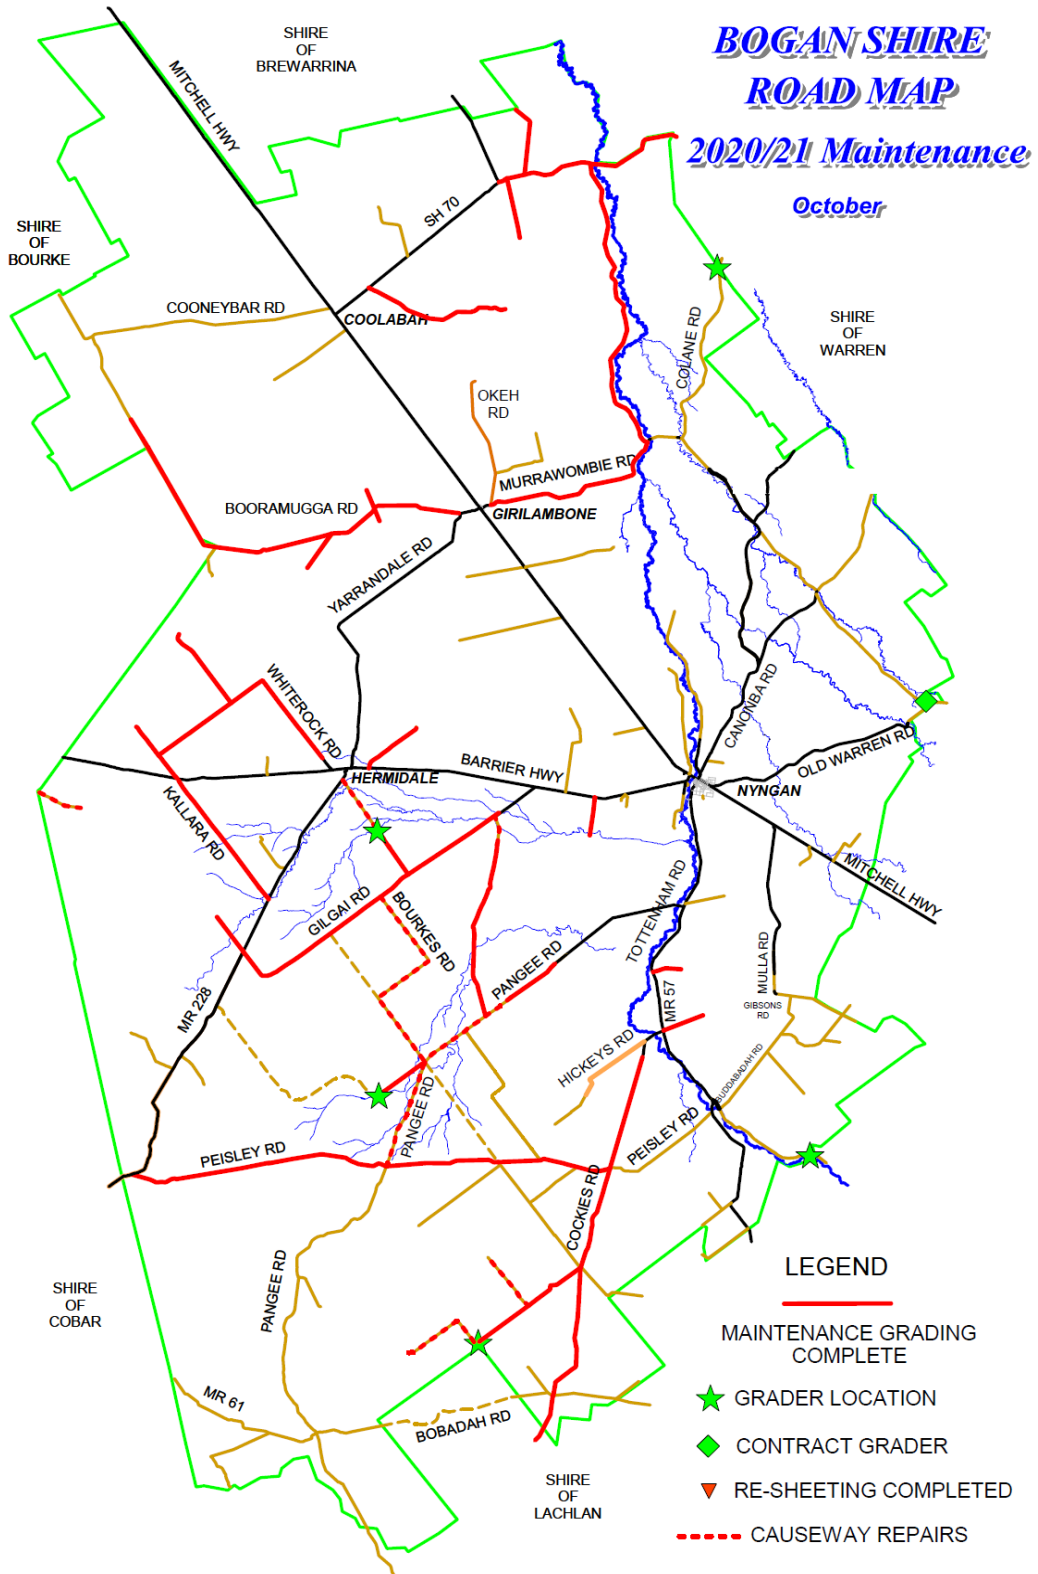 BOGAN SHIRE
ROAD MAP
2020/21 Maintenance
October
SHIRE
OF
BREWARRINA
MITCHELL HWY
SH 70
SHIRE
OF
BOURKE
COONEYBAR RD
COOLABAH
SHIRE
OF
WARREN
COLANE RD
OKEH
RD
MURRAWOMBIE RD
BOORAMUGGA RD
GIRILAMBONE
YARRANDALE RD
WHITEROCK RD
CANONBA RD
OLD WARREN RD
BARRIER HWY
HERMIDALE
NYNGAN
KALLARA RD
MITCHELL HWY
GILGAI RD
BOURKES RD
TOTTENHAM RD
PANGEE RD
MULLA RD
MR 228
MR 57
GIBSONS
RD
HICKEYS RD
BUDDABADAH RD
PANGEE RD
PEISLEY RD
PEISLEY RD
COCKIES RD
PANGEE RD
SHIRE
OF
COBAR
MR 61
BOBADAH RD
SHIRE
OF
LACHLAN
LEGEND
MAINTENANCE GRADING
COMPLETE
GRADER LOCATION
CONTRACT GRADER
RE-SHEETING COMPLETED
CAUSEWAY REPAIRS